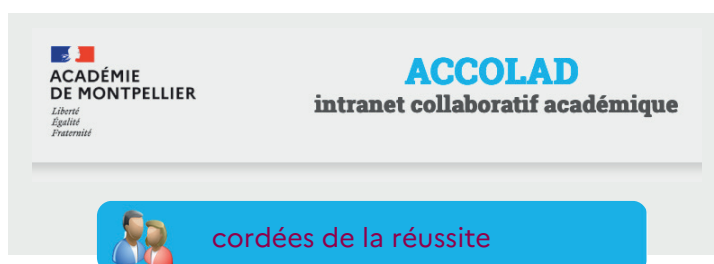 ACADÉMIE
DE MONTPELLIER
Liberté
Égalité
Fraternité
ACCOLAD
intranet collaboratif académique
cordées de la réussite